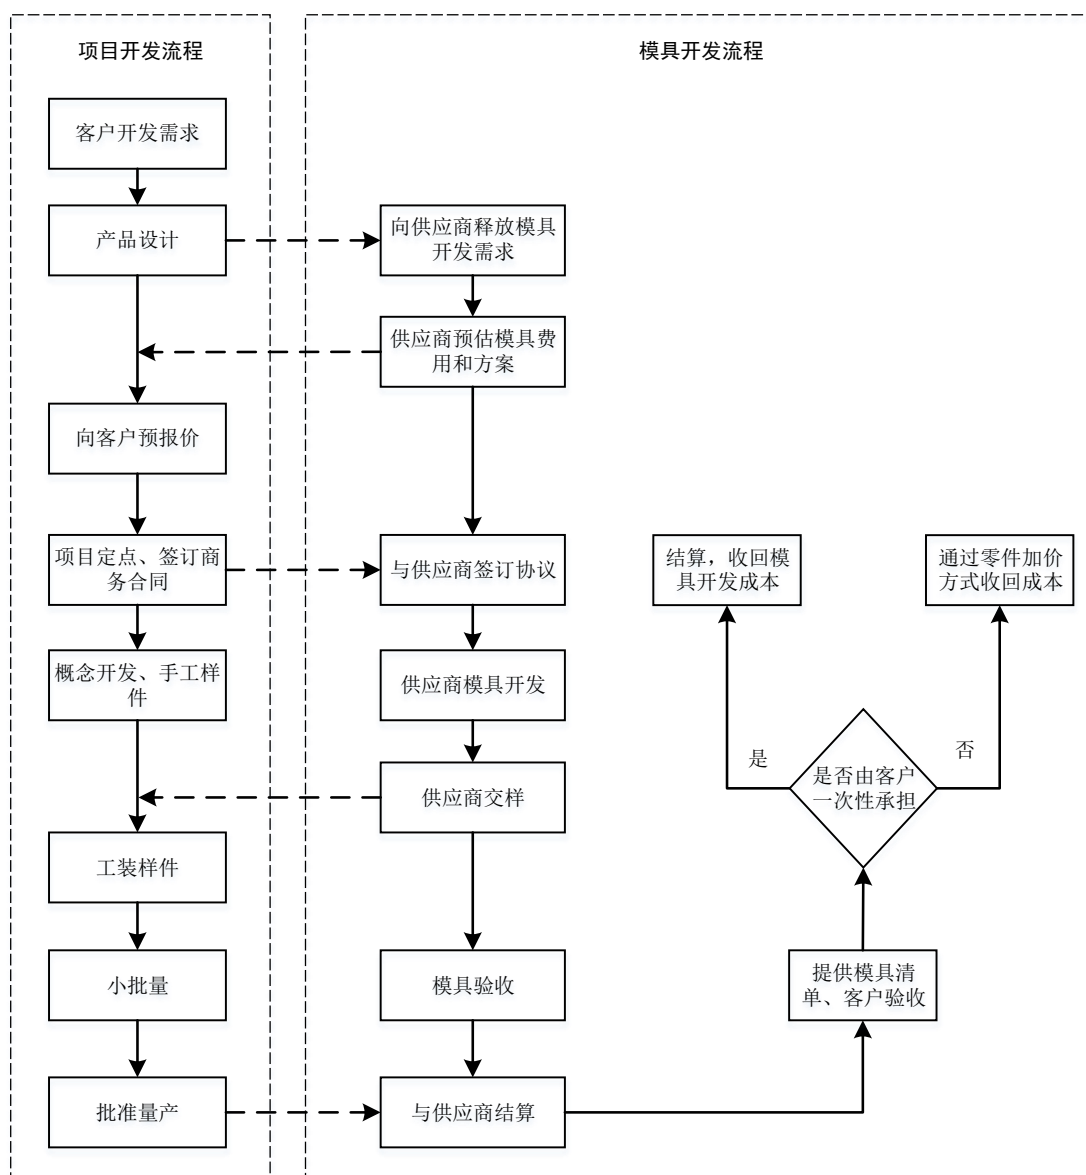 项目开发流程
模具开发流程
客户开发需求
产品设计
向供应商释放模具
开发需求
供应商预估模具费
用和方案
向客户预报价
项目定点、签订商
务合同
与供应商签订协议
结算，收回模
具开发成本
通过零件加价
方式收回成本
概念开发、手工样
件
供应商模具开发
是
否
是否由客户
一次性承担
供应商交样
工装样件
小批量
模具验收
提供模具清
单、客户验收
批准量产
与供应商结算